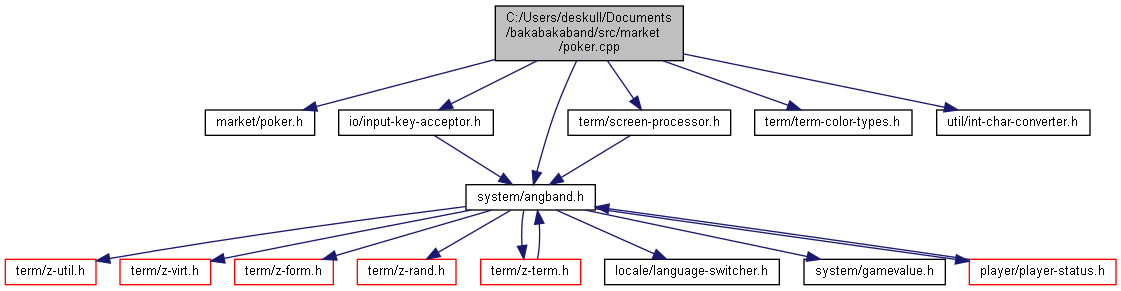 C:/Users/deskull/Documents
/bakabakaband/src/market
/poker.cpp
market/poker.h
io/input-key-acceptor.h
term/screen-processor.h
term/term-color-types.h
util/int-char-converter.h
system/angband.h
term/z-util.h
term/z-virt.h
term/z-form.h
term/z-rand.h
term/z-term.h
locale/language-switcher.h
system/gamevalue.h
player/player-status.h